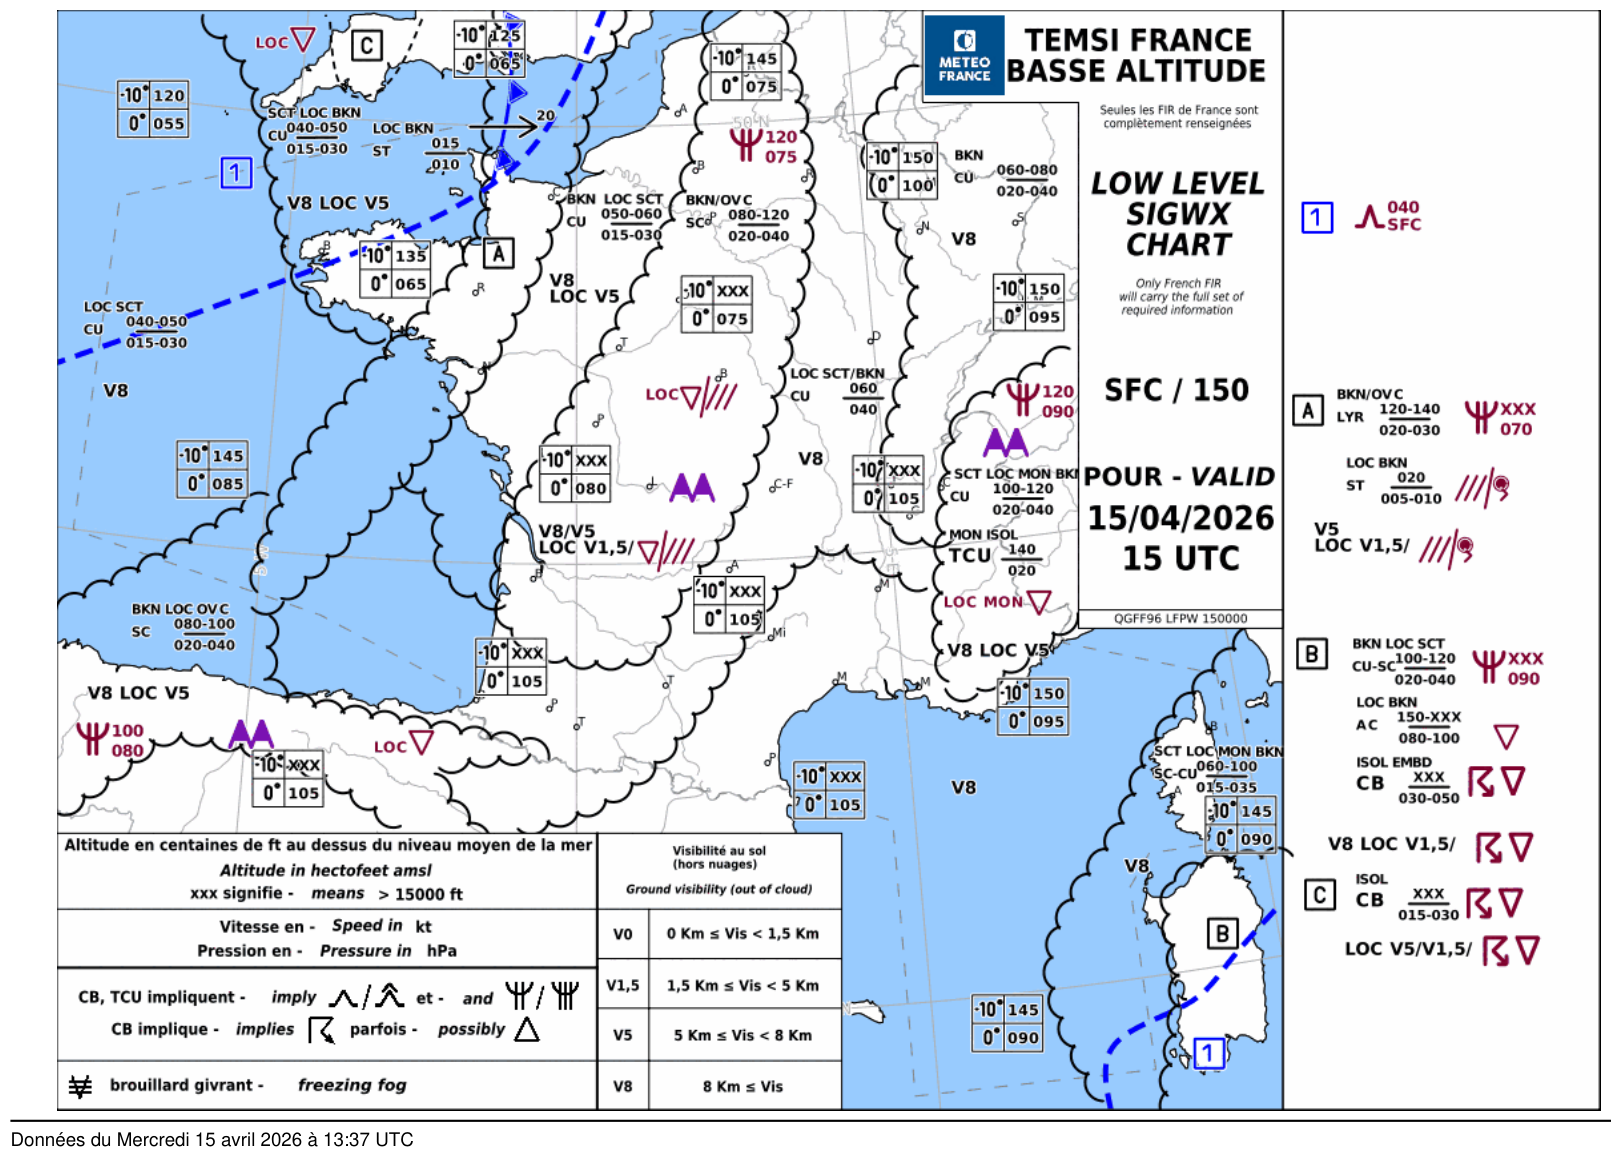 LOC
C
-10° 125
0° 065
-10° 145
0° 075
METEO
FRANCE
TEMSI FRANCE
BASSE ALTITUDE
Seules les FIR de France sont
complètement renseignées
-10° 120
0° 055
SCT LOC BKN
CU 040-050
015-030
LOC BKN
ST 015
010
20
A
50°N
120
075
B
R
-10° 150
0° 100
BKN
CU 060-080
020-040
LOW LEVEL
SIGWX
CHART
1
V8 LOC V5
C
BKN LOC SCT
CU 050-060
015-030
BKN/OVC
SC 080-120
020-040
P
N
S
V8
1
040
SFC
B
-10° 135
0° 065
A
R
V8
LOC V5
-10° XXX
0° 075
-10° 150
0° 095
Only French FIR
will carry the full set of
required information
LOC SCT
CU 040-050
015-030
V8
N
T
D
B
LOC
LOC SCT/BKN
CU 060
040
P
120
090
SFC / 150
A
BKN/OVC
LYR 120-140
020-030
XXX
070
-10° 145
0° 085
-10° XXX
0° 080
L
C-F
V8
-10° XXX
0° 105
C
G
SCT LOC MON BKN
CU 100-120
020-040
POUR - VALID
15/04/2026
15 UTC
LOC BKN
ST 020
005-010
V8/V5
LOC V1,5/
MON ISOL
TCU 140
020
V5
LOC V1,5/
B
A
-10° XXX
0° 105
M
LOC MON
QGFF96 LFPW 150000
BKN LOC OVC
SC 080-100
020-040
Mi
V8 LOC V5
B
BKN LOC SCT
CU-SC 100-120
020-040
XXX
090
-10° XXX
0° 105
V8 LOC V5
T
M
M
-10° 150
0° 095
LOC BKN
AC 150-XXX
080-100
P
T
100
080
LOC
-10° XXX
0° 105
P
-10° XXX
0° 105
V8
B
SCT LOC MON BKN
SC-CU 060-100
015-035
A
ISOL EMBD
CB XXX
030-050
-10° 145
0° 090
V8 LOC V1,5/
V8
C
ISOL
CB XXX
015-030
B
LOC V5/V1,5/
-10° 145
0° 090
1
Altitude en centaines de ft au dessus du niveau moyen de la mer
Altitude in hectofeet amsl
xxx signifie - means > 15000 ft
Vitesse en - Speed in kt
Pression en - Pressure in hPa
CB, TCU impliquent - imply / et - and /
CB implique - implies parfois - possibly
brouillard givrant - freezing fog
Visibilité au sol
(hors nuages)
Ground visibility (out of cloud)
V0 0 Km ≤ Vis < 1,5 Km
V1,5 1,5 Km ≤ Vis < 5 Km
V5 5 Km ≤ Vis < 8 Km
V8 8 Km ≤ Vis
Données du Mercredi 15 avril 2026 à 13:37 UTC